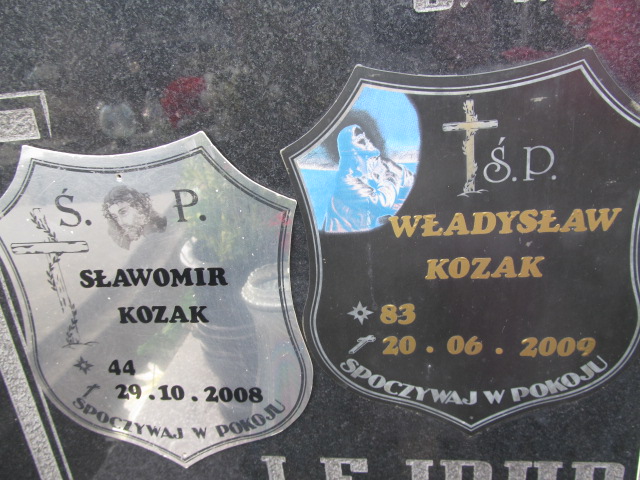 Ś. P.
SŁAWOMIR
KOZAK
44
29.10.2008
SPOCZYWAJ W POKOJU
Ś.P.
WŁADYSŁAW
KOZAK
83
20.06.2009
SPOCZYWAJ W POKOJU